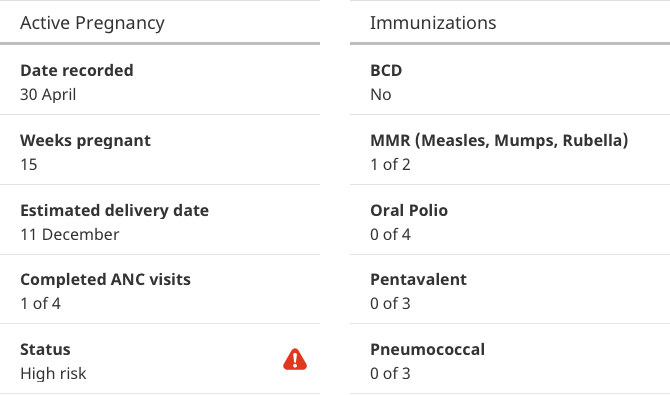 Active Pregnancy
Date recorded
30 April
Weeks pregnant
15
Estimated delivery date
11 December
Completed ANC visits
1 of 4
Status
High risk
Immunizations
BCD
No
MMR (Measles, Mumps, Rubella)
1 of 2
Oral Polio
0 of 4
Pentavalent
0 of 3
Pneumococcal
0 of 3